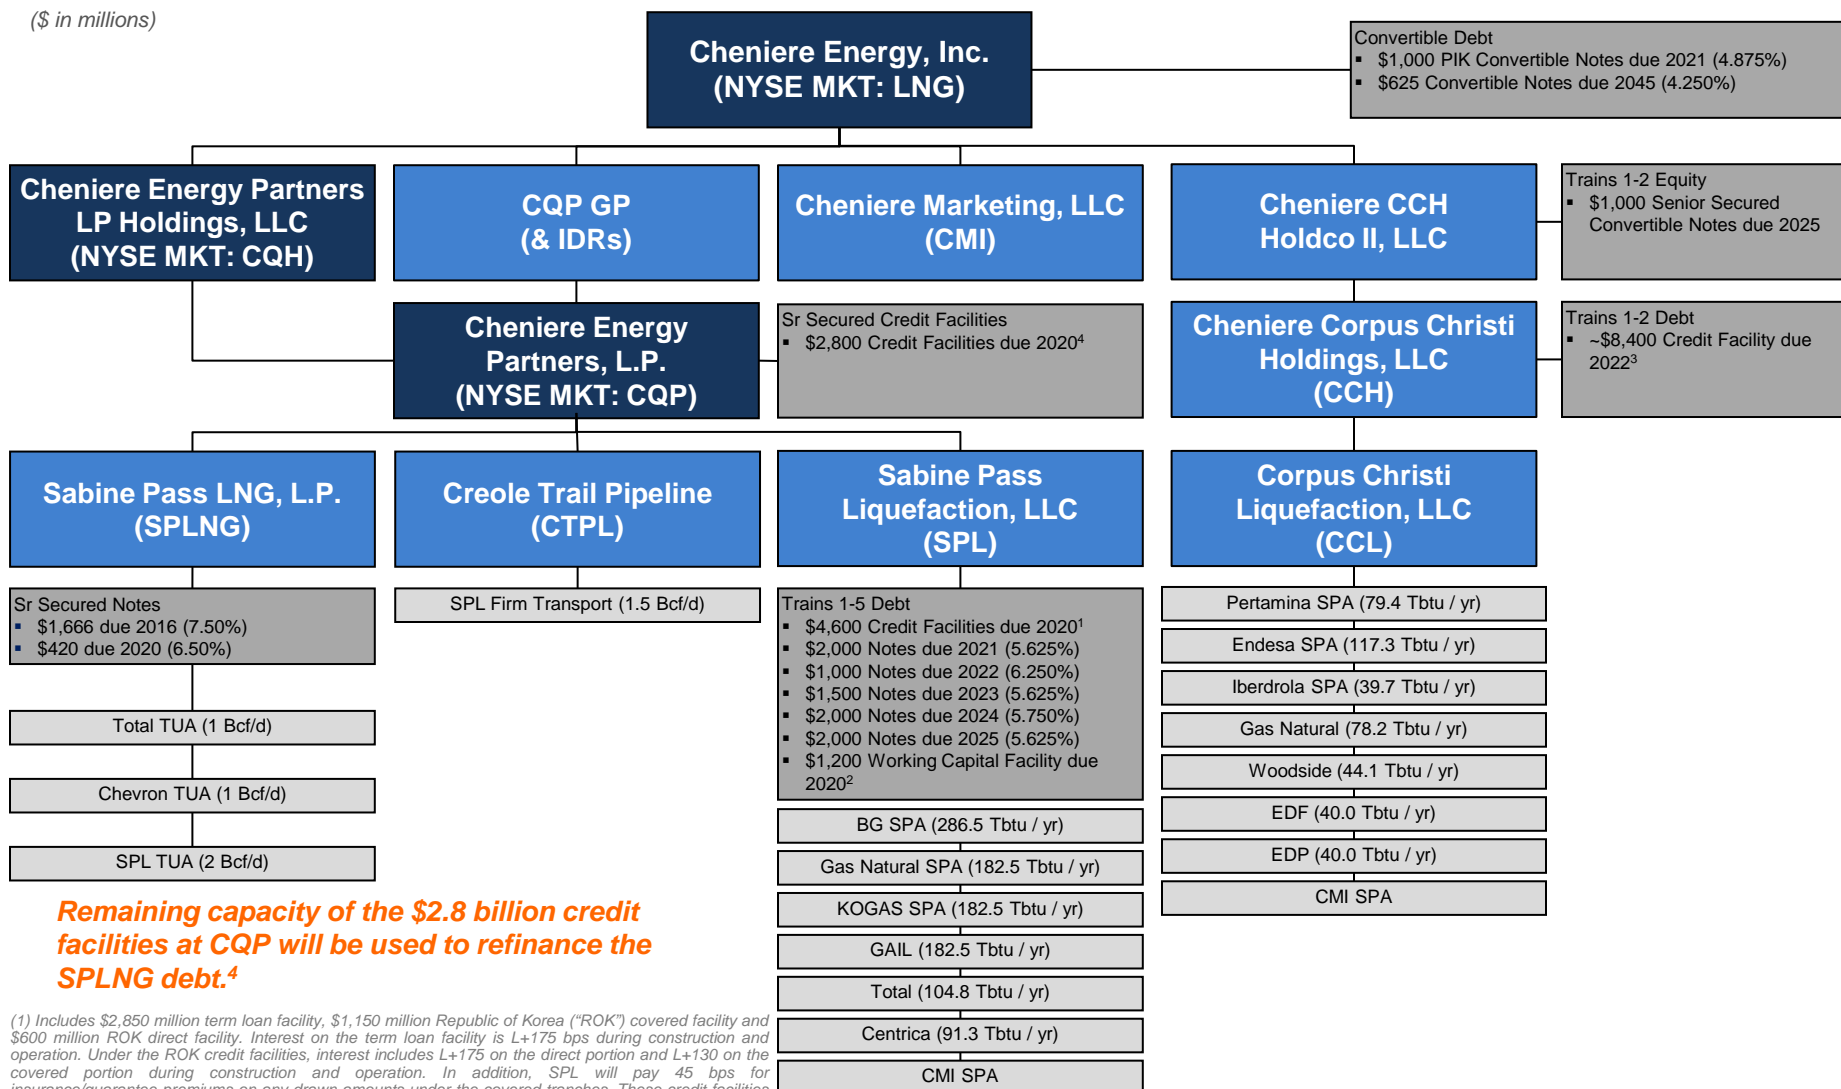 ($ in millions)
Cheniere Energy, Inc.
(NYSE MKT: LNG)
Convertible Debt
▪ $1,000 PIK Convertible Notes due 2021 (4.875%)
▪ $625 Convertible Notes due 2045 (4.250%)
Cheniere Energy Partners
LP Holdings, LLC
(NYSE MKT: CQH)
CQP GP
(& IDRs)
Cheniere Marketing, LLC
(CMI)
Cheniere CCH
Holdco II, LLC
Trains 1-2 Equity
▪ $1,000 Senior Secured
Convertible Notes due 2025
Cheniere Energy
Partners, L.P.
(NYSE MKT: CQP)
Sr Secured Credit Facilities
▪ $2,800 Credit Facilities due 2020⁴
Cheniere Corpus Christi
Holdings, LLC
(CCH)
Trains 1-2 Debt
▪ ~$8,400 Credit Facility due
2022³
Sabine Pass LNG, L.P.
(SPLNG)
Creole Trail Pipeline
(CTPL)
Sabine Pass
Liquefaction, LLC
(SPL)
Corpus Christi
Liquefaction, LLC
(CCL)
Sr Secured Notes
▪ $1,666 due 2016 (7.50%)
▪ $420 due 2020 (6.50%)
Total TUA (1 Bcf/d)
Chevron TUA (1 Bcf/d)
SPL TUA (2 Bcf/d)
SPL Firm Transport (1.5 Bcf/d)
Trains 1-5 Debt
▪ $4,600 Credit Facilities due 2020¹
▪ $2,000 Notes due 2021 (5.625%)
▪ $1,000 Notes due 2022 (6.250%)
▪ $1,500 Notes due 2023 (5.625%)
▪ $2,000 Notes due 2024 (5.750%)
▪ $2,000 Notes due 2025 (5.625%)
▪ $1,200 Working Capital Facility due
2020²
BG SPA (286.5 Tbtu / yr)
Gas Natural SPA (182.5 Tbtu / yr)
KOGAS SPA (182.5 Tbtu / yr)
GAIL (182.5 Tbtu / yr)
Total (104.8 Tbtu / yr)
Centrica (91.3 Tbtu / yr)
CMI SPA
Pertamina SPA (79.4 Tbtu / yr)
Endesa SPA (117.3 Tbtu / yr)
Iberdrola SPA (39.7 Tbtu / yr)
Gas Natural (78.2 Tbtu / yr)
Woodside (44.1 Tbtu / yr)
EDF (40.0 Tbtu / yr)
EDP (40.0 Tbtu / yr)
CMI SPA
Remaining capacity of the $2.8 billion credit
facilities at CQP will be used to refinance the
SPLNG debt.⁴
(1) Includes $2,850 million term loan facility, $1,150 million Republic of Korea (“ROK”) covered facility and
$600 million ROK direct facility. Interest on the term loan facility is L+175 bps during construction and
operation. Under the ROK credit facilities, interest includes L+175 on the direct portion and L+130 on the
covered portion during construction and operation. In addition, SPL will pay 45 bps for
insurance/guarantee premiums on any drawn amounts under the covered tranches. These credit facilities